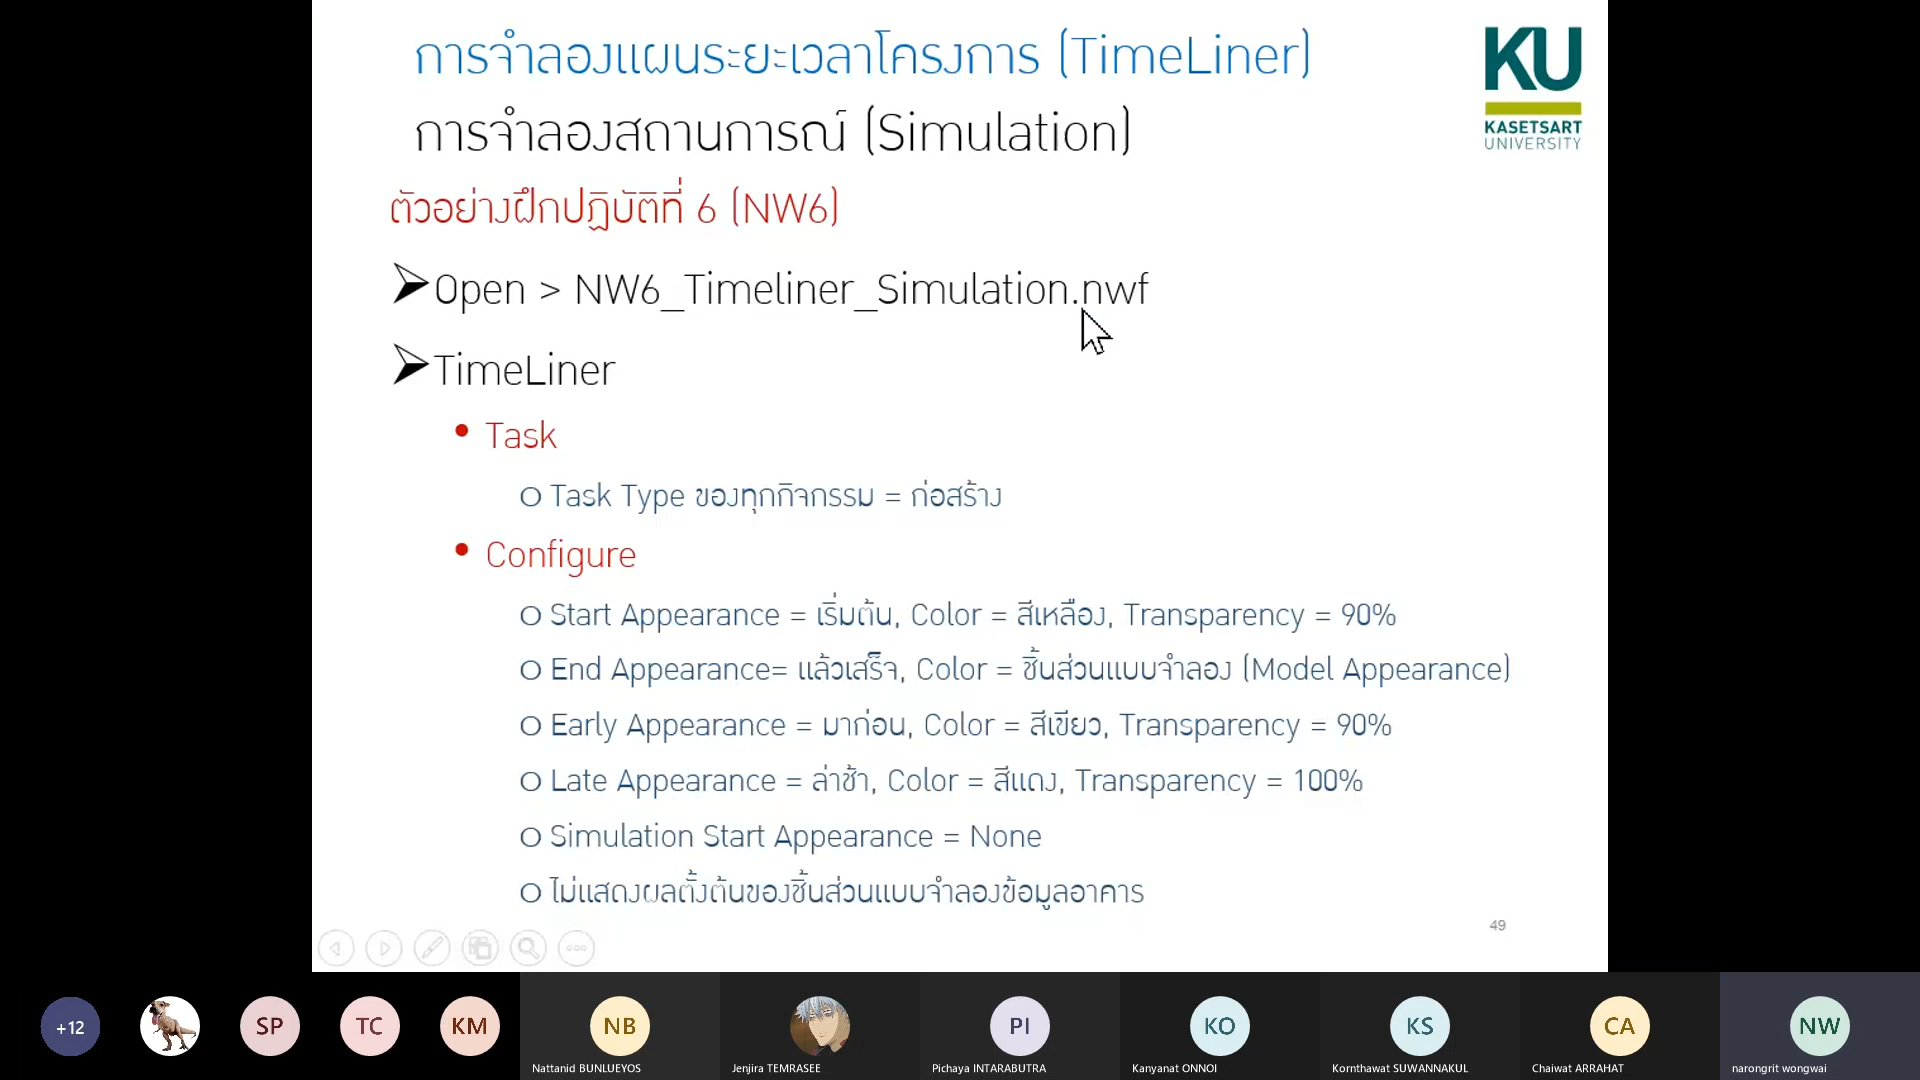 การจำลองแผนระยะเวลาโครงการ (TimeLiner)
การจำลองสถานการณ์ (Simulation)
KU
KASETSART
UNIVERSITY
ตัวอย่างฝึกปฏิบัติที่ 6 (NW6)
Open > NW6_Timeliner_Simulation.nwf
TimeLiner
Task
Task Type ของทุกกิจกรรม = ก่อสร้าง
Configure
Start Appearance = เริ่มต้น, Color = สีเหลือง, Transparency = 90%
End Appearance= แล้วเสร็จ, Color = ชิ้นส่วนแบบจำลอง (Model Appearance)
Early Appearance = มาก่อน, Color = สีเขียว, Transparency = 90%
Late Appearance = ล่าช้า, Color = สีแดง, Transparency = 100%
Simulation Start Appearance = None
ไม่แสดงผลตั้งต้นของชิ้นส่วนแบบจำลองข้อมูลอาคาร
49
+12
SP
TC
KM
NB
PI
KO
KS
CA
NW
Nattanid BUNLUEYOS
Jenjira TEMRASEE
Pichaya INTARABUTRA
Kanyanat ONNOI
Kornthawat SUWANNAKUL
Chaiwat ARRAHAT
narongrit wongwai